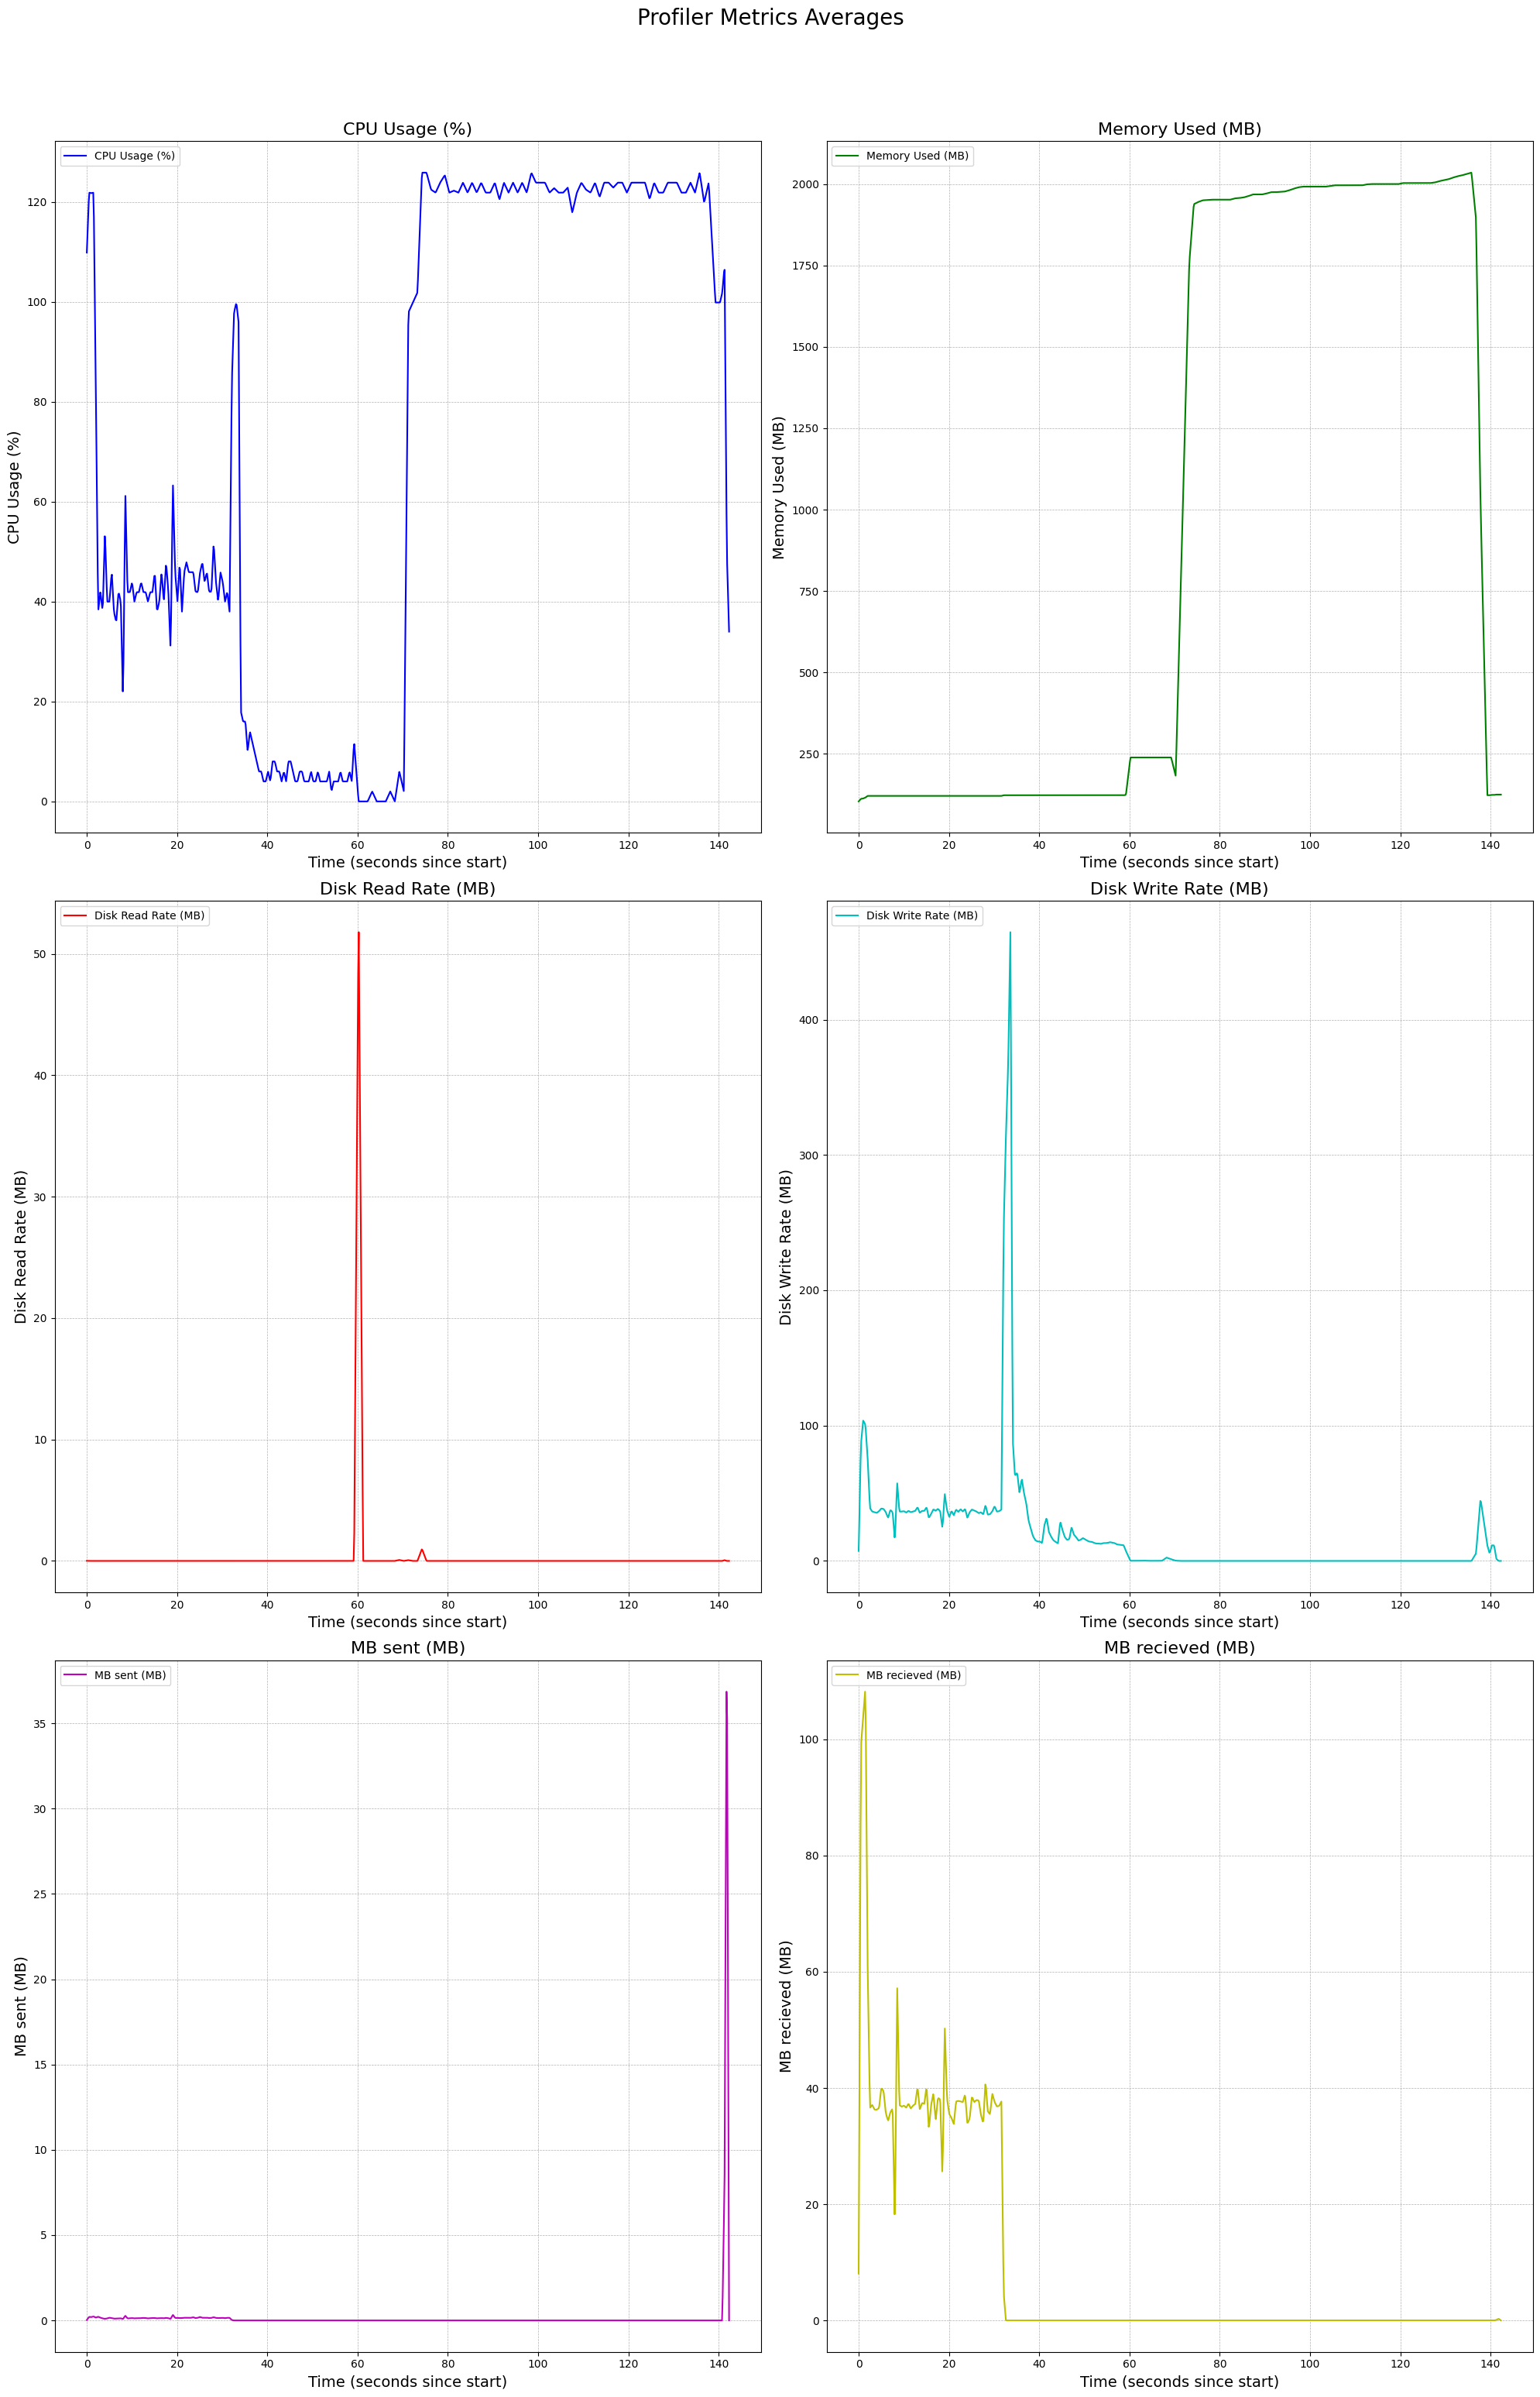 Profiler Metrics Averages
CPU Usage (%)
CPU Usage (%)
CPU Usage (%)
0
20
40
60
80
100
120
0 20 40 60 80 100 120 140
Time (seconds since start)
Memory Used (MB)
Memory Used (MB)
Memory Used (MB)
250
500
750
1000
1250
1500
1750
2000
0 20 40 60 80 100 120 140
Time (seconds since start)
Disk Read Rate (MB)
Disk Read Rate (MB)
Disk Read Rate (MB)
0
10
20
30
40
50
0 20 40 60 80 100 120 140
Time (seconds since start)
Disk Write Rate (MB)
Disk Write Rate (MB)
Disk Write Rate (MB)
0
100
200
300
400
0 20 40 60 80 100 120 140
Time (seconds since start)
MB sent (MB)
MB sent (MB)
MB sent (MB)
0
5
10
15
20
25
30
35
0 20 40 60 80 100 120 140
Time (seconds since start)
MB recieved (MB)
MB recieved (MB)
MB recieved (MB)
0
20
40
60
80
100
0 20 40 60 80 100 120 140
Time (seconds since start)